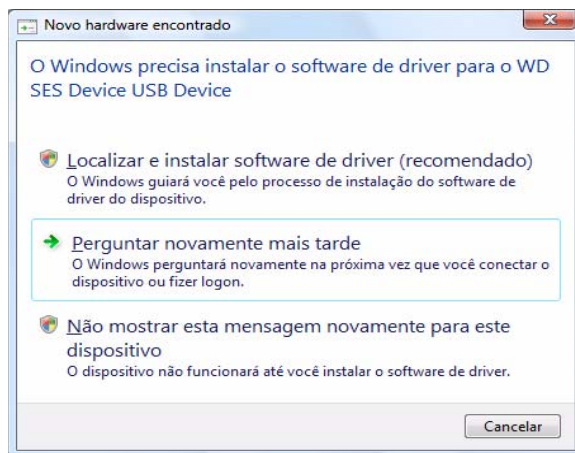 Novo hardware encontrado
O Windows precisa instalar o software de driver para o WD
SES Device USB Device
Localizar e instalar software de driver (recomendado)
O Windows guiará você pelo processo de instalação do software de
driver do dispositivo.
Perguntar novamente mais tarde
O Windows perguntará novamente na próxima vez que você conectar o
dispositivo ou fizer logon.
Não mostrar esta mensagem novamente para este
dispositivo
O dispositivo não funcionará até você instalar o software de driver.
Cancelar